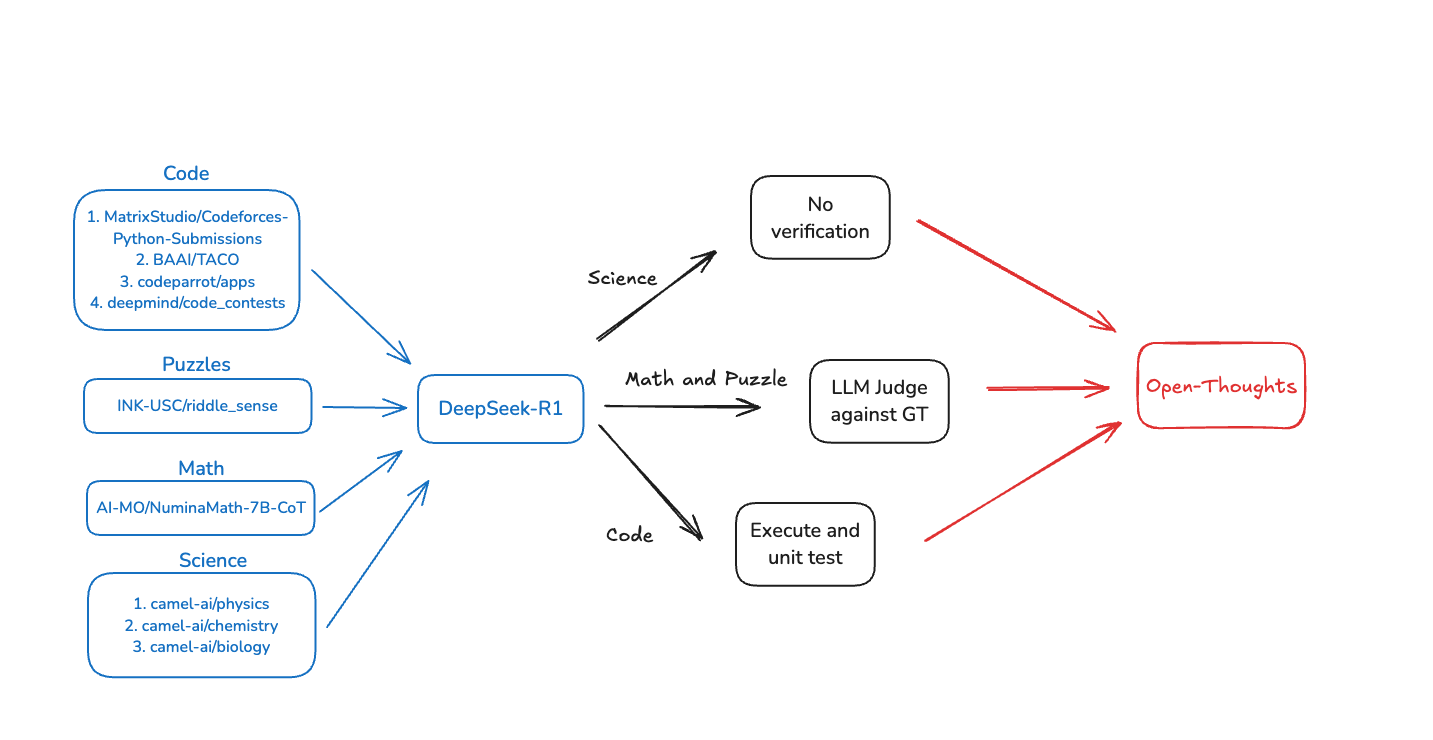 Code
1. MatrixStudio/Codeforces-
Python-Submissions
2. BAAI/TACO
3. codeparrot/apps
4. deepmind/code_contests
Puzzles
INK-USC/riddle_sense
Math
AI-MO/NuminaMath-7B-CoT
Science
1. camel-ai/physics
2. camel-ai/chemistry
3. camel-ai/biology
DeepSeek-R1
Science
Math and Puzzle
Code
No
verification
LLM Judge
against GT
Execute and
unit test
Open-Thoughts